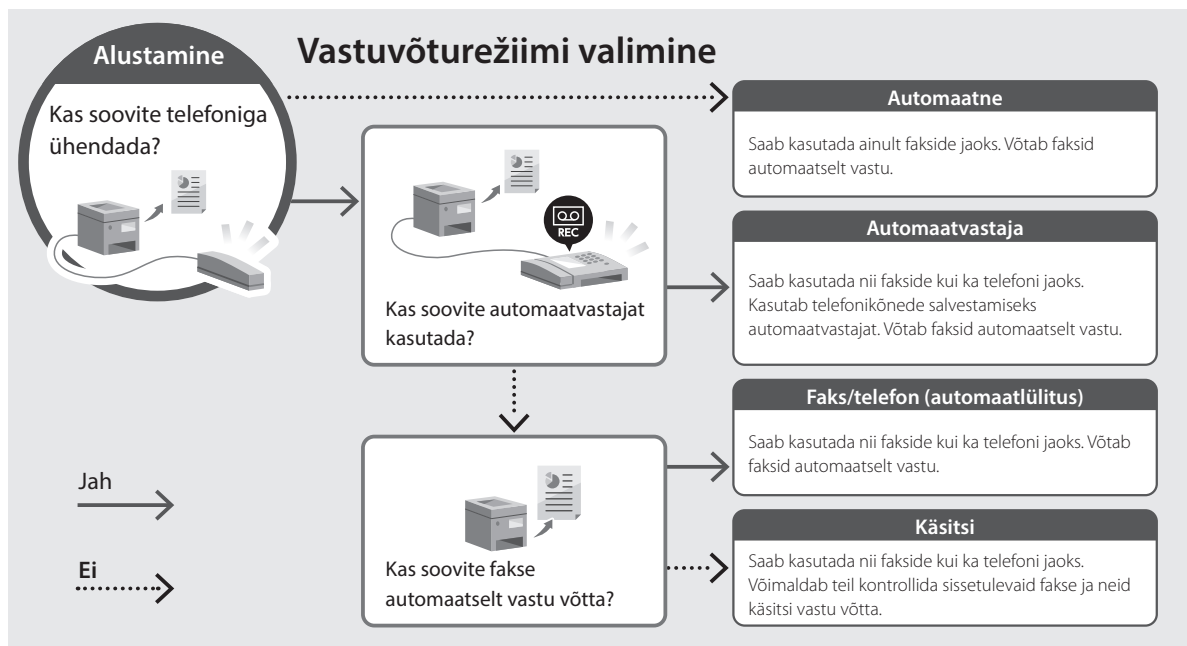 Alustamine
Vastuvõturežiimi valimine
Kas soovite telefoniga
ühendada?
Automaatne
Saab kasutada ainult fakside jaoks. Võtab faksid
automaatselt vastu.
REC
Kas soovite automaatvastajat
kasutada?
Automaatvastaja
Saab kasutada nii fakside kui ka telefoni jaoks.
Kasutab telefonikõnede salvestamiseks
automaatvastajat. Võtab faksid automaatselt vastu.
Faks/telefon (automaatlülitus)
Saab kasutada nii fakside kui ka telefoni jaoks. Võtab
faksid automaatselt vastu.
Kas soovite fakse
automaatselt vastu võtta?
Käsitsi
Saab kasutada nii fakside kui ka telefoni jaoks.
Võimaldab teil kontrollida sissetulevaid fakse ja neid
käsitsi vastu võtta.
Jah
Ei